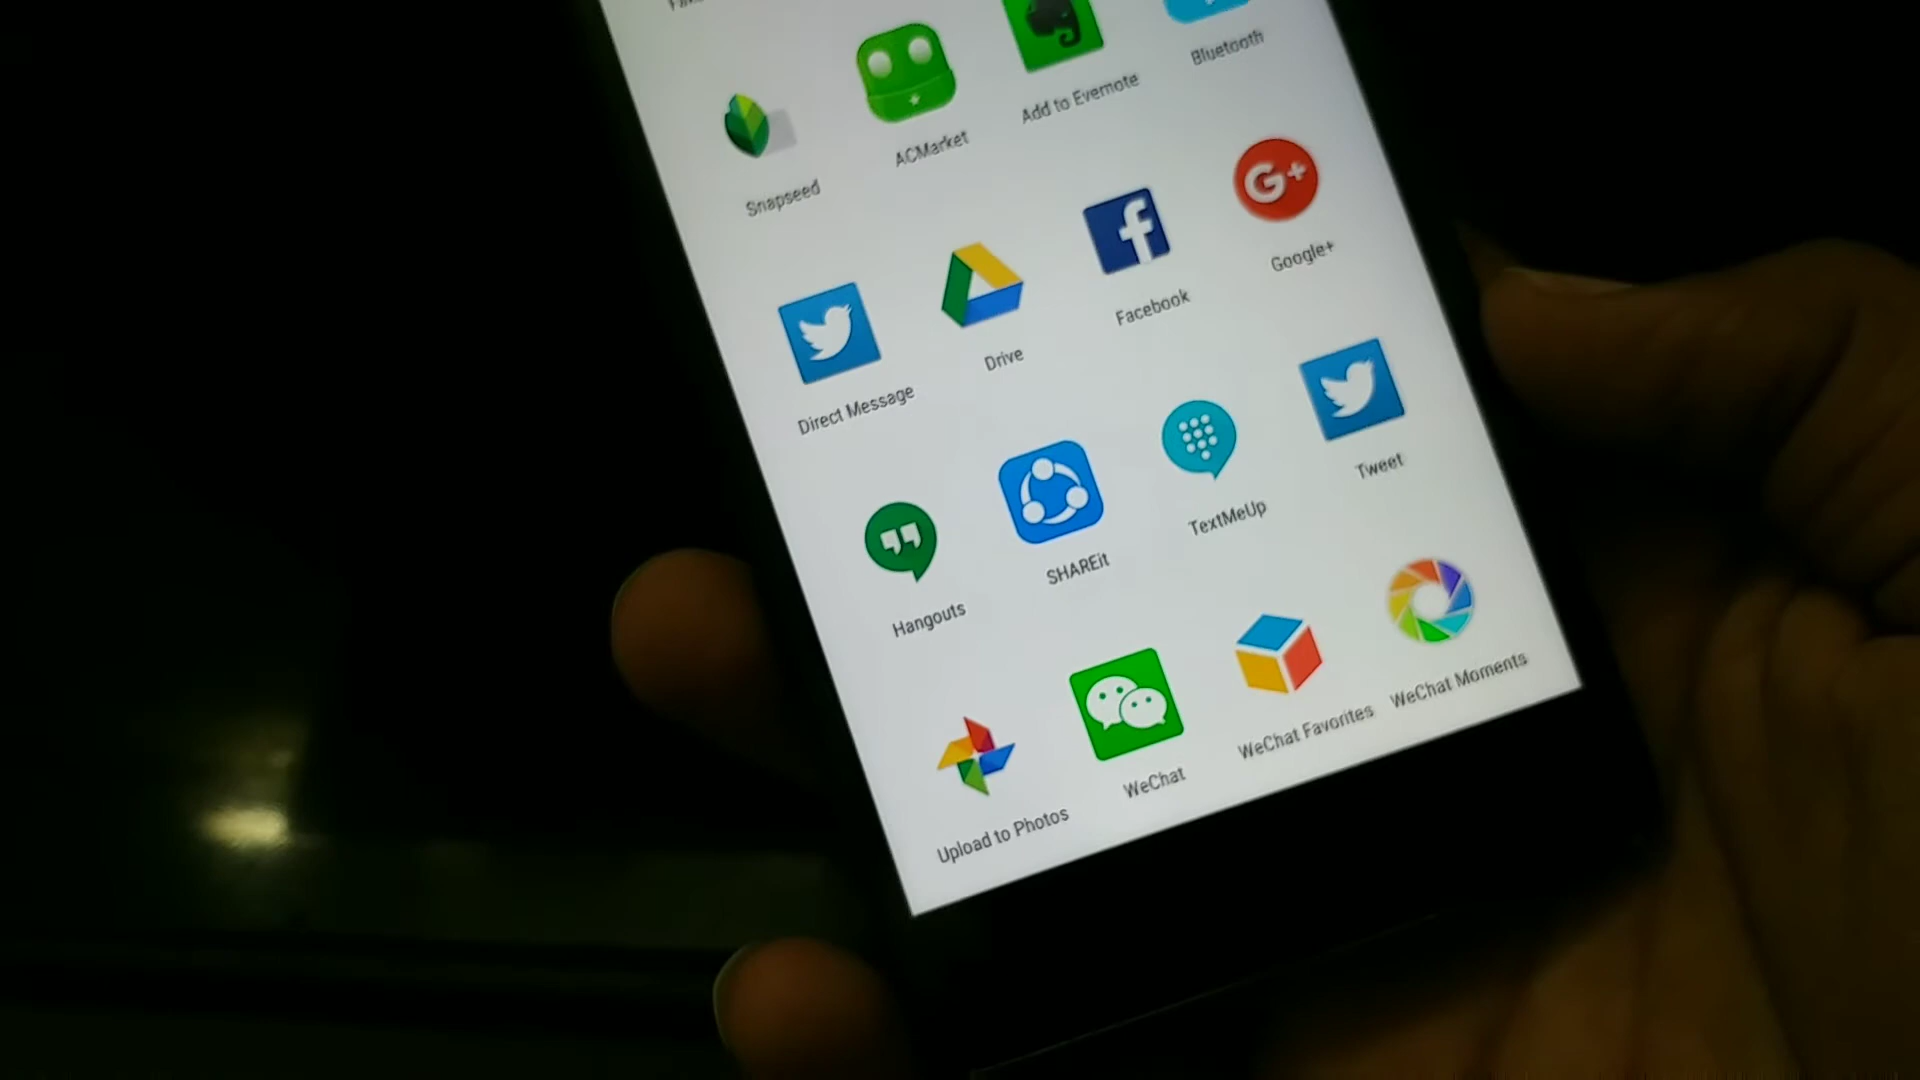 Snapseed
ACMarket
Add to Evernote
Bluetooth
Direct Message
Drive
Facebook
G+
Google+
Hangouts
SHAREit
TextMeUp
Tweet
Upload to Photos
WeChat
WeChat Favorites
WeChat Moments